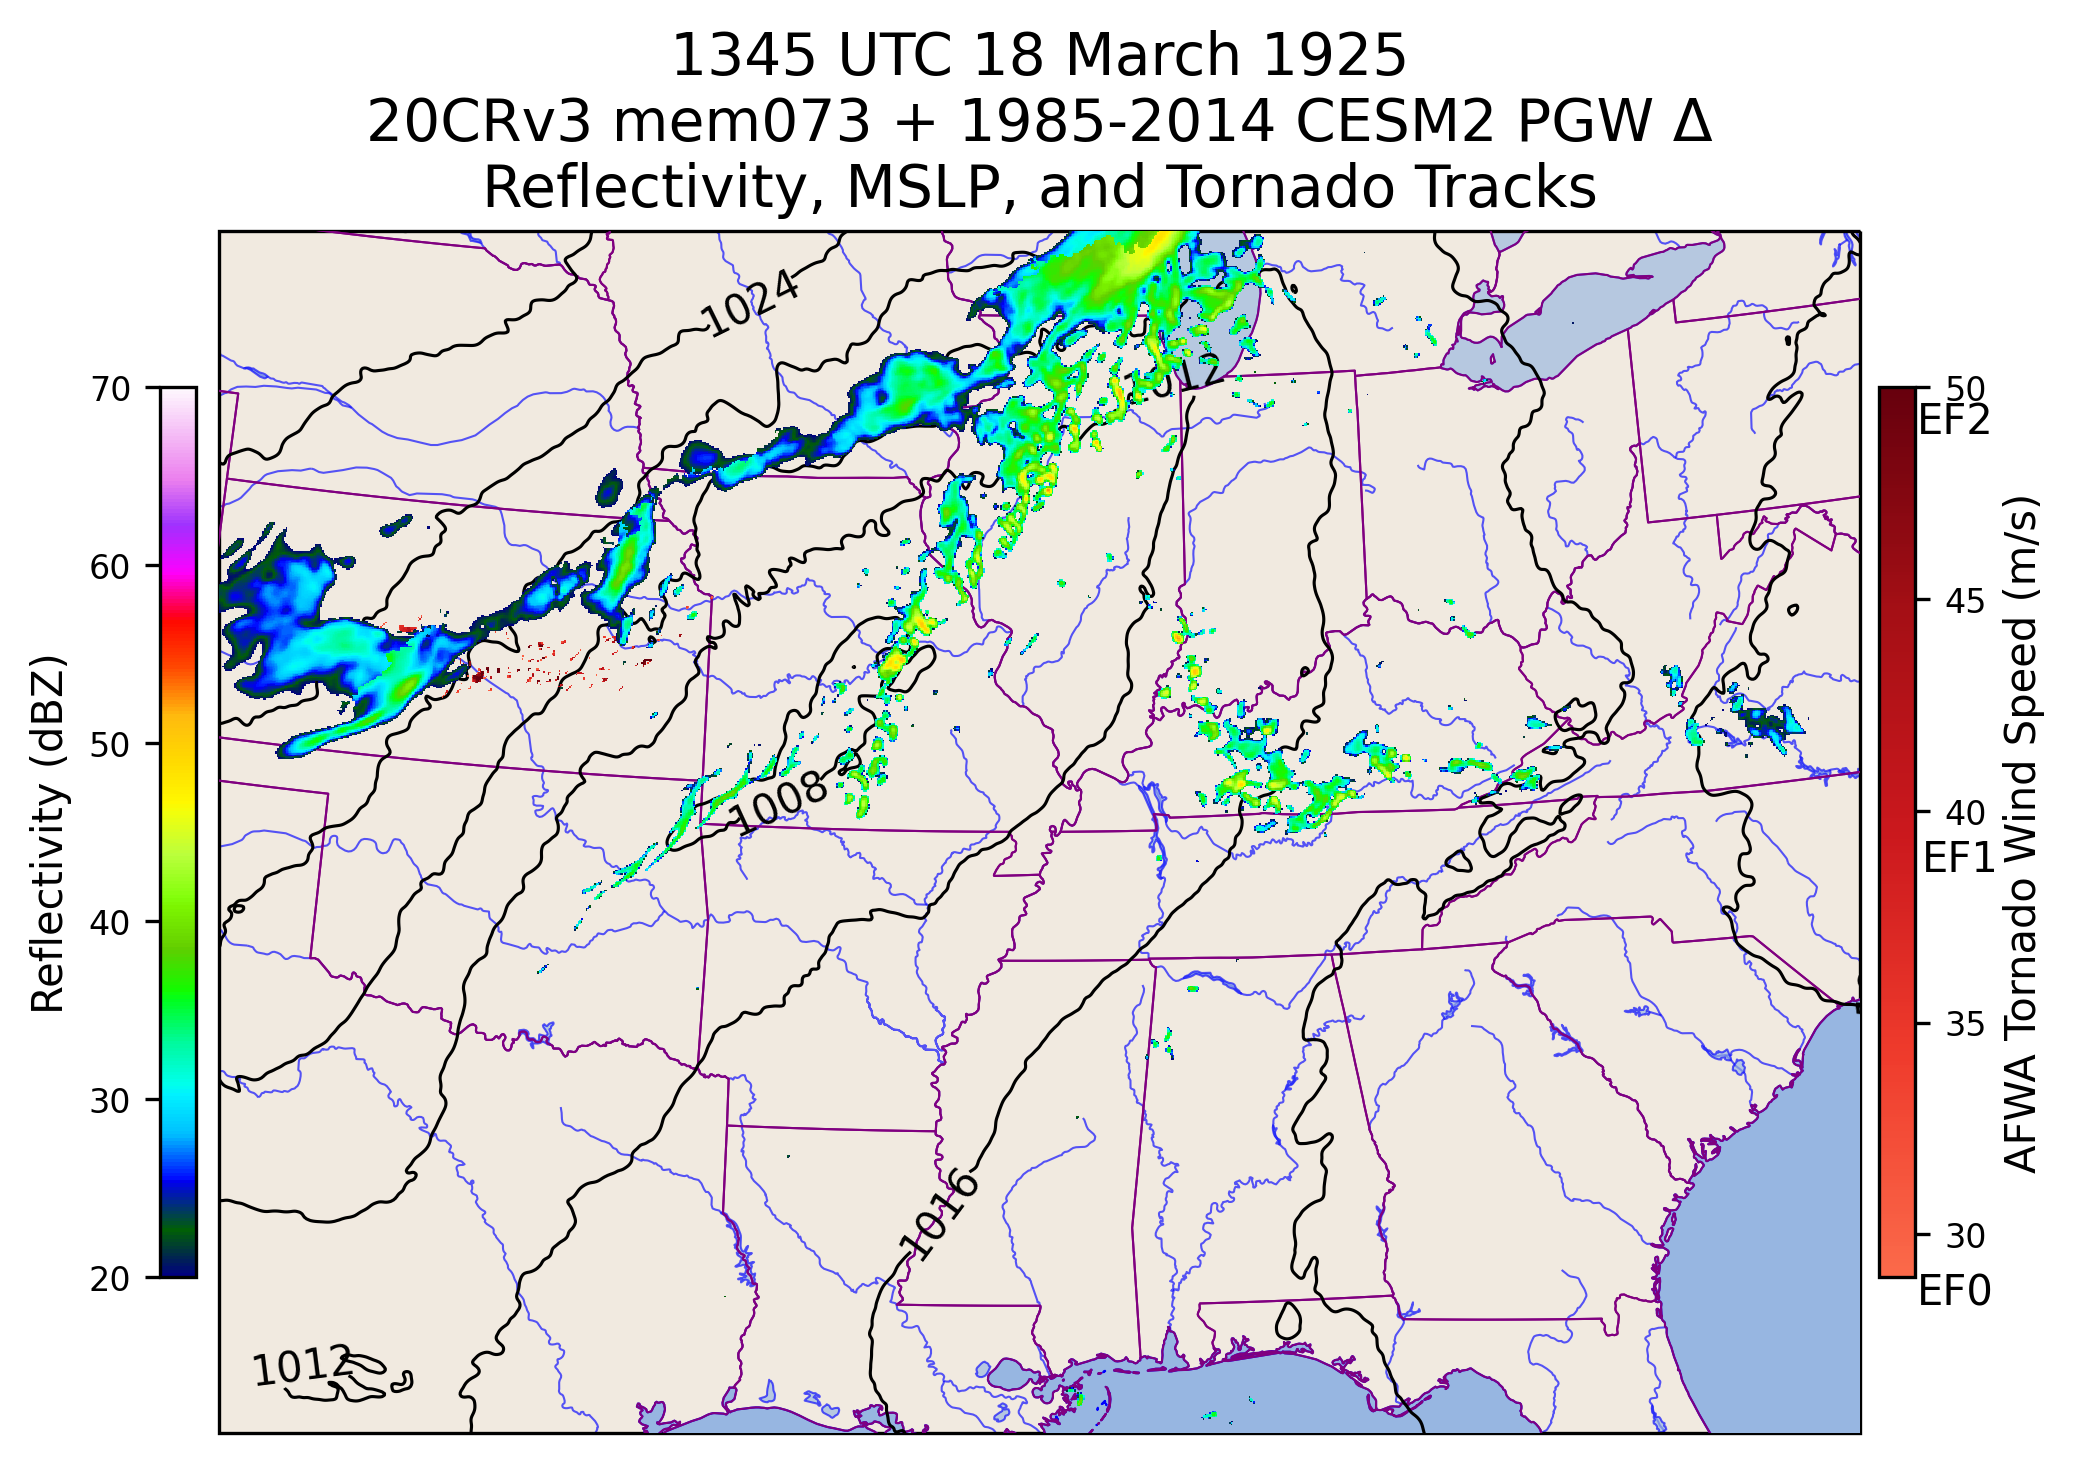 1345 UTC 18 March 1925
20CRv3 mem073 + 1985-2014 CESM2 PGW Δ
Reflectivity, MSLP, and Tornado Tracks
70
60
50
40
30
20
Reflectivity (dBZ)
1024
1012
1008
1016
1012
50
EF2
45
40
EF1
35
30
EF0
AFWA Tornado Wind Speed (m/s)